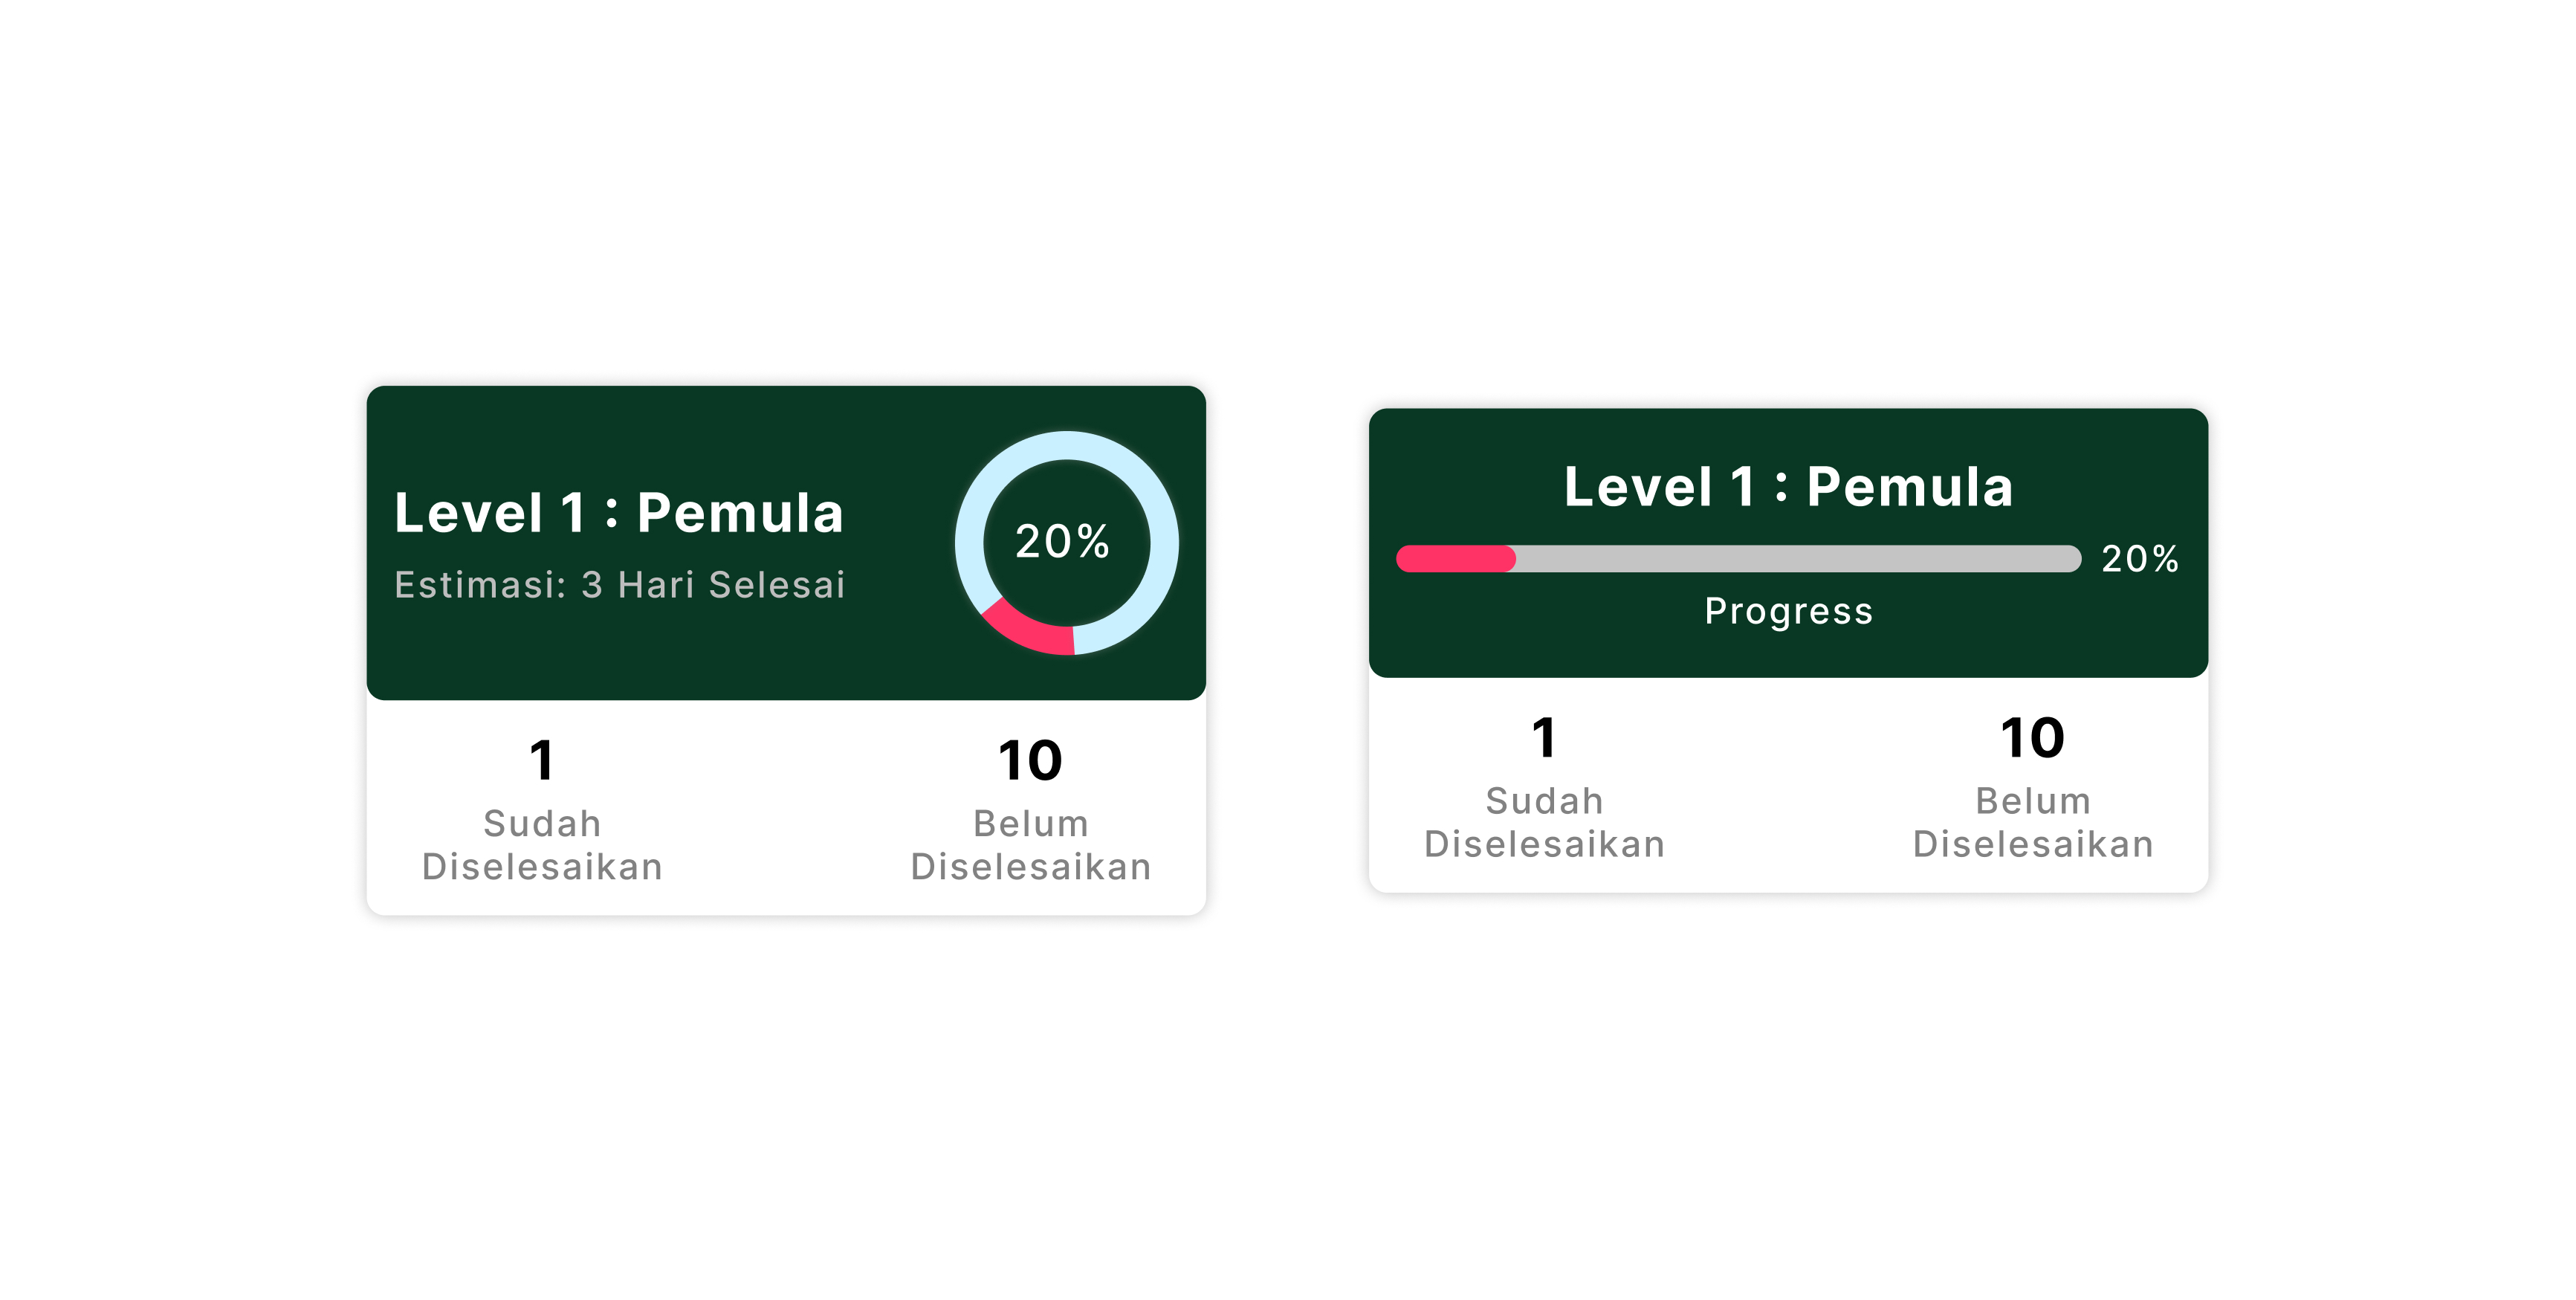 Level 1 : Pemula
Estimasi: 3 Hari Selesai
20%
1
Sudah
Diselesaikan
10
Belum
Diselesaikan
Level 1 : Pemula
20%
Progress
1
Sudah
Diselesaikan
10
Belum
Diselesaikan